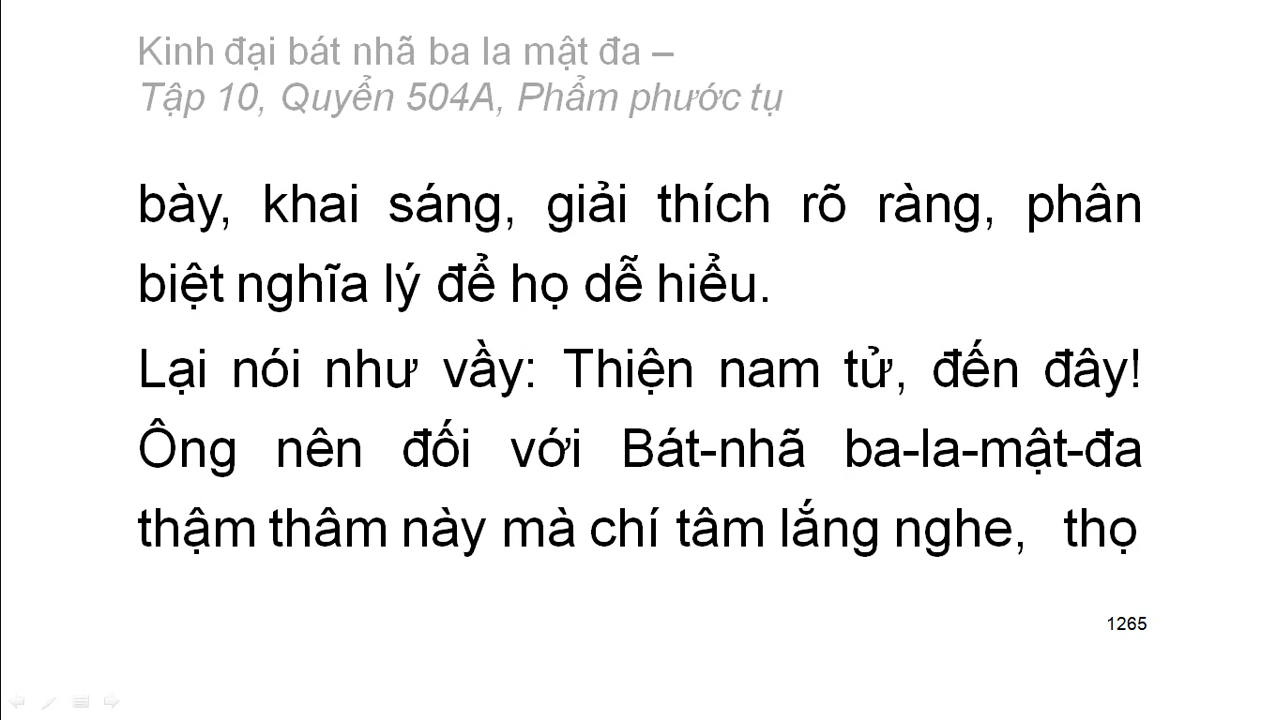 Kinh đại bát nhã ba la mật đa –
Tập 10, Quyển 504A, Phẩm phước tụ
bày, khai sáng, giải thích rõ ràng, phân
biệt nghĩa lý để họ dễ hiểu.
Lại nói như vầy: Thiện nam tử, đến đây!
Ông nên đối với Bát-nhã ba-la-mật-đa
thậm thâm này mà chí tâm lắng nghe, thọ
1265